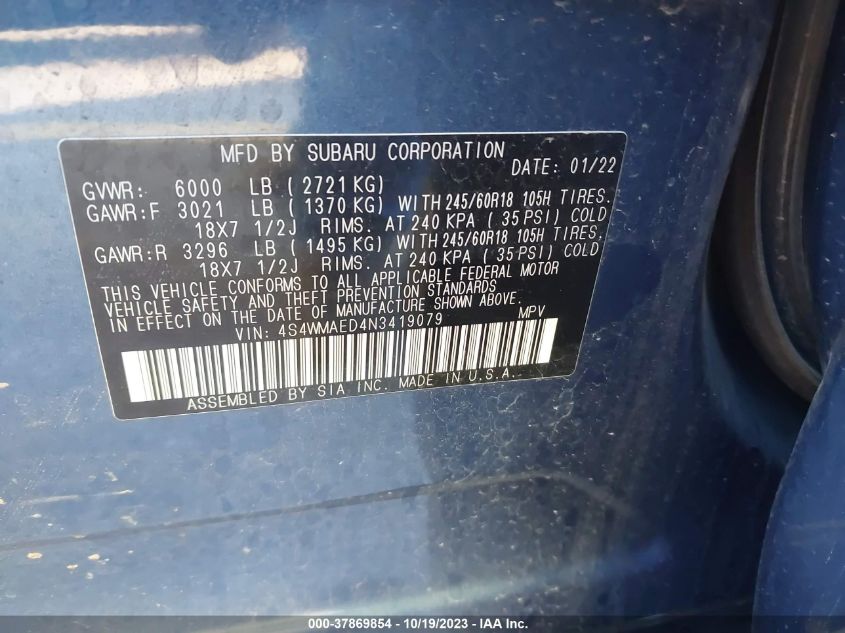 MFD BY SUBARU CORPORATION
DATE: 01/22
GVWR: 6000 LB ( 2721 KG)
GAWR:F 3021 LB ( 1370 KG) WITH 245/60R18 105H TIRES.
18X7 1/2J RIMS. AT 240 KPA ( 35 PSI) COLD
GAWR:R 3296 LB ( 1495 KG) WITH 245/60R18 105H TIRES.
18X7 1/2J RIMS. AT 240 KPA ( 35 PSI) COLD.
THIS VEHICLE CONFORMS TO ALL APPLICABLE FEDERAL MOTOR
VEHICLE SAFETY AND THEFT PREVENTION STANDARDS
IN EFFECT ON THE DATE OF MANUFACTURE SHOWN ABOVE.
VIN: 4S4WMAED4N3419079 MPV
ASSEMBLED BY SIA INC. MADE IN U.S.A.
000-37869854 - 10/19/2023 - IAA Inc.